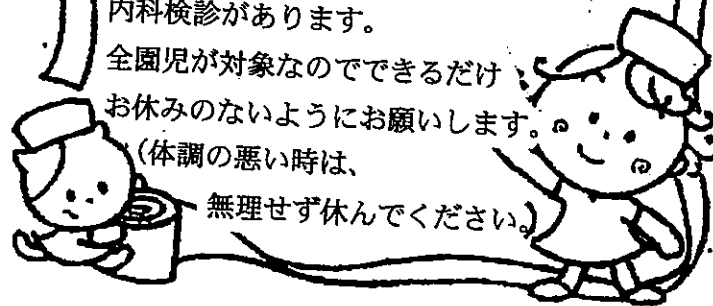 内科検診があります。
全園児が対象なのでできるだけ
お休みのないようにお願いします。
(体調の悪い時は、
無理せず休んでください。)